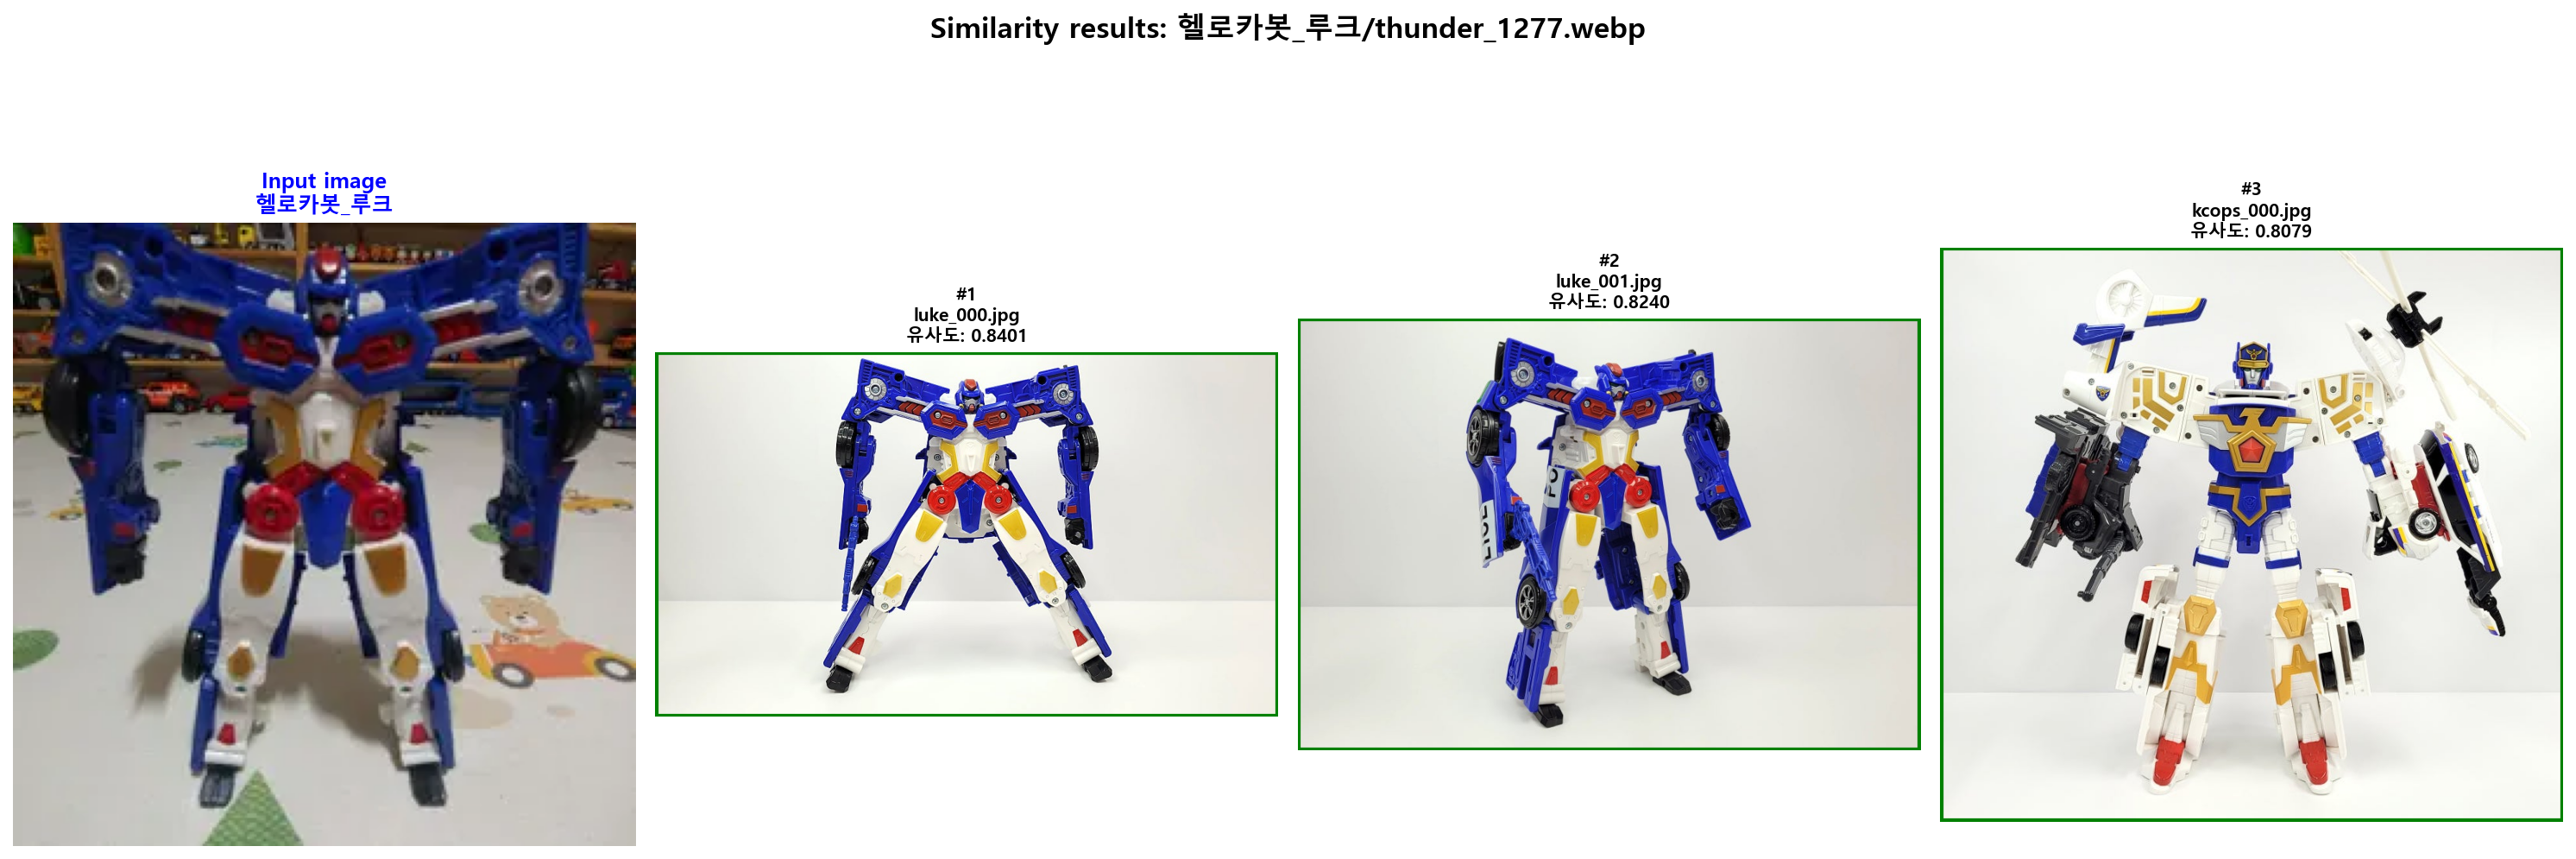 Similarity results: 헬로카봇_루크/thunder_1277.webp
Input image
헬로카봇_루크
#1
luke_000.jpg
유사도: 0.8401
#2
luke_001.jpg
유사도: 0.8240
#3
kcops_000.jpg
유사도: 0.8079